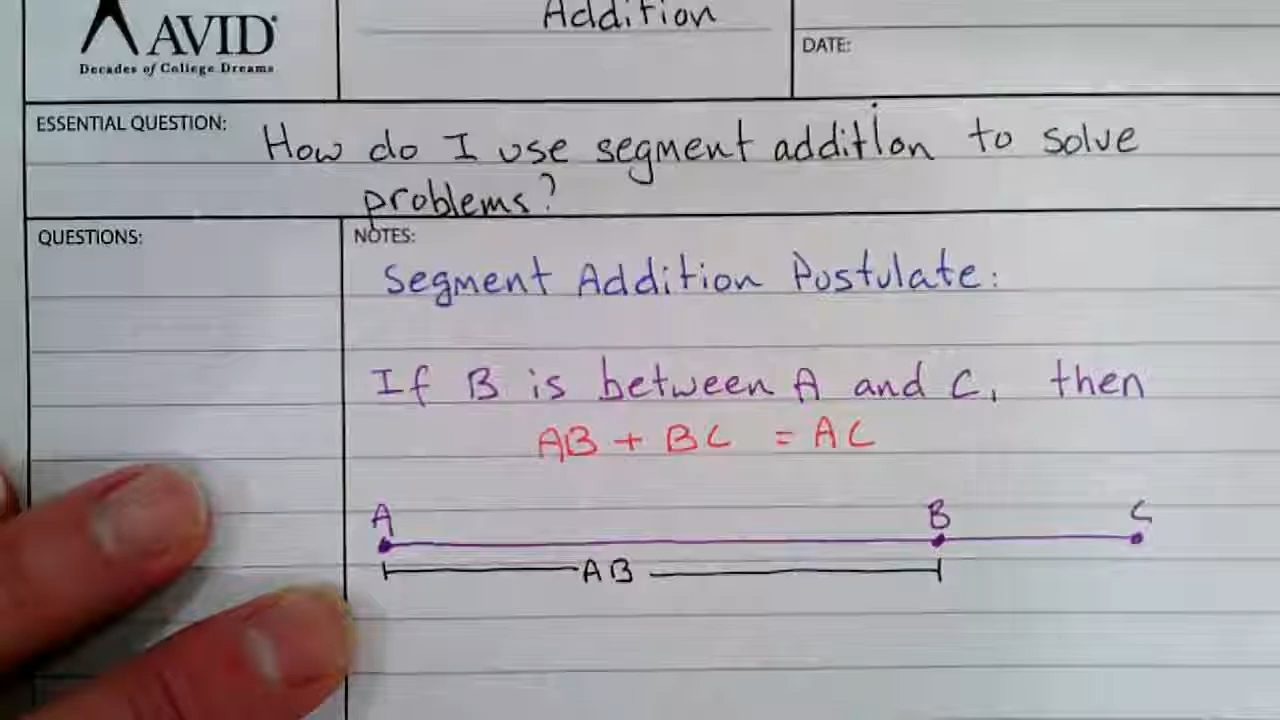 Addition
AVID
Decades of College Dreams
DATE:
ESSENTIAL QUESTION:
How do I use segment addition to solve
problems?
QUESTIONS:
NOTES:
Segment Addition Postulate:
If B is between A and C, then
AB + BC = AC
A B C
AB